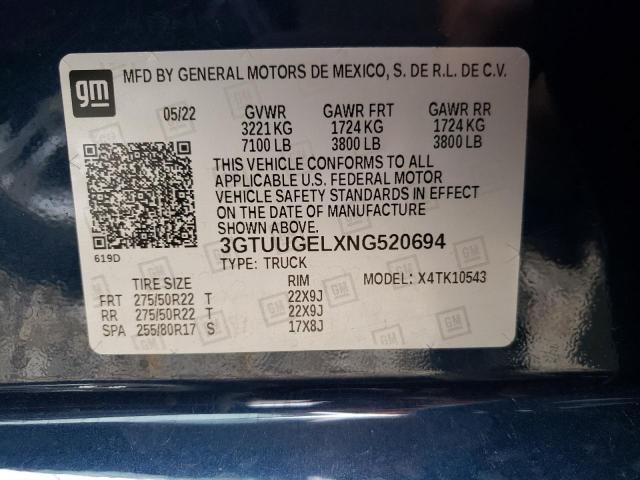 gm MFD BY GENERAL MOTORS DE MEXICO, S. DE R.L. DE C.V.
05/22 GVWR GAWR FRT GAWR RR
3221 KG 1724 KG 1724 KG
7100 LB 3800 LB 3800 LB
THIS VEHICLE CONFORMS TO ALL
APPLICABLE U.S. FEDERAL MOTOR
VEHICLE SAFETY STANDARDS IN EFFECT
ON THE DATE OF MANUFACTURE
SHOWN ABOVE.
619D
3GTUUGELXNG520694
TYPE: TRUCK MODEL: X4TK10543
TIRE SIZE RIM
FRT 275/50R22 T 22X9J
RR 275/50R22 T 22X9J
SPA 255/80R17 S 17X8J